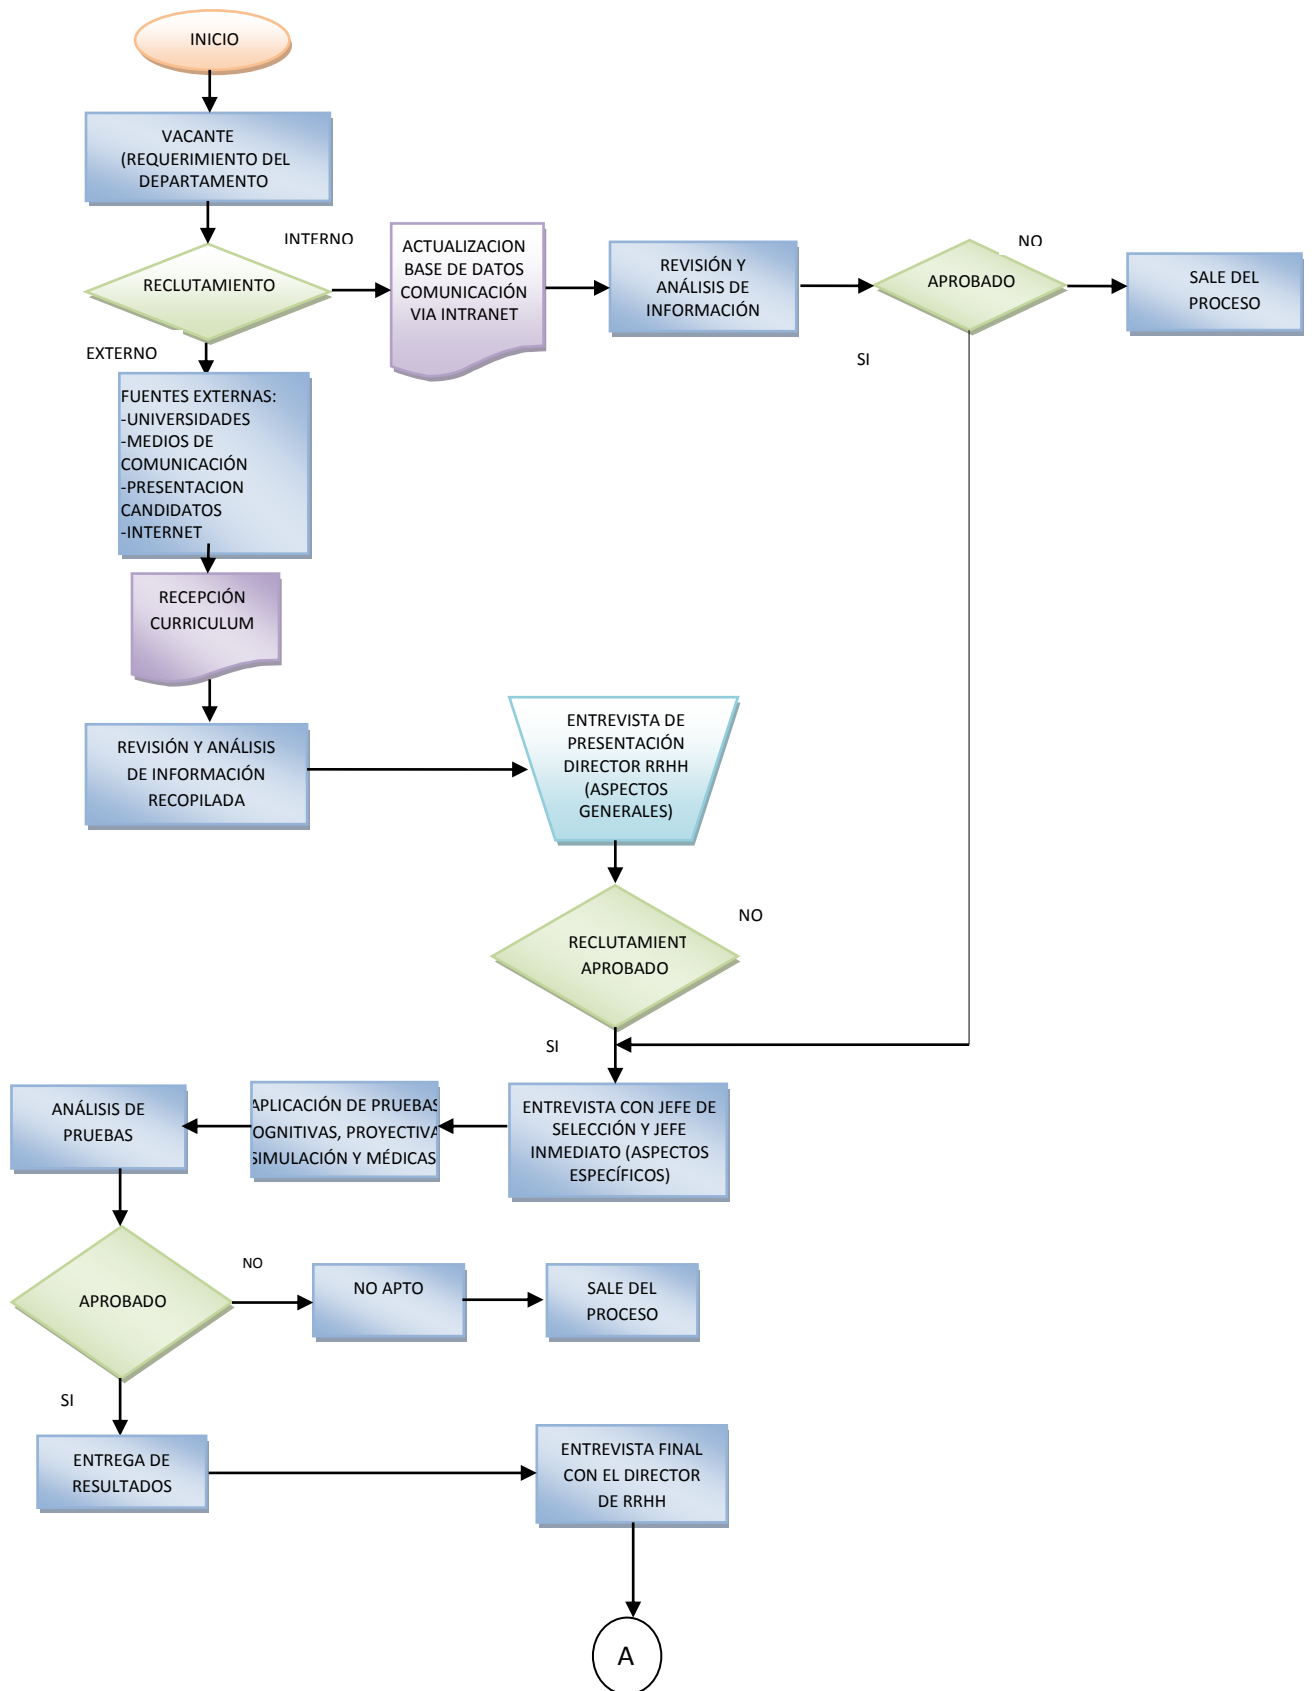 INICIO
VACANTE
(REQUERIMIENTO DEL
DEPARTAMENTO
RECLUTAMIENTO
INTERNO
ACTUALIZACION
BASE DE DATOS
COMUNICACIÓN
VIA INTRANET
REVISIÓN Y
ANÁLISIS DE
INFORMACIÓN
APROBADO
NO
SALE DEL
PROCESO
SI
EXTERNO
FUENTES EXTERNAS:
-UNIVERSIDADES
-MEDIOS DE
COMUNICACIÓN
-PRESENTACION
CANDIDATOS
-INTERNET
RECEPCIÓN
CURRICULUM
REVISIÓN Y ANÁLISIS
DE INFORMACIÓN
RECOPILADA
ENTREVISTA DE
PRESENTACIÓN
DIRECTOR RRHH
(ASPECTOS
GENERALES)
RECLUTAMIENT
APROBADO
NO
SI
ENTREVISTA CON JEFE DE
SELECCIÓN Y JEFE
INMEDIATO (ASPECTOS
ESPECÍFICOS)
APLICACIÓN DE PRUEBAS
OGNITIVAS, PROYECTIVA
SIMULACIÓN Y MÉDICAS
ANÁLISIS DE
PRUEBAS
APROBADO
NO
NO APTO
SALE DEL
PROCESO
SI
ENTREGA DE
RESULTADOS
ENTREVISTA FINAL
CON EL DIRECTOR
DE RRHH
A